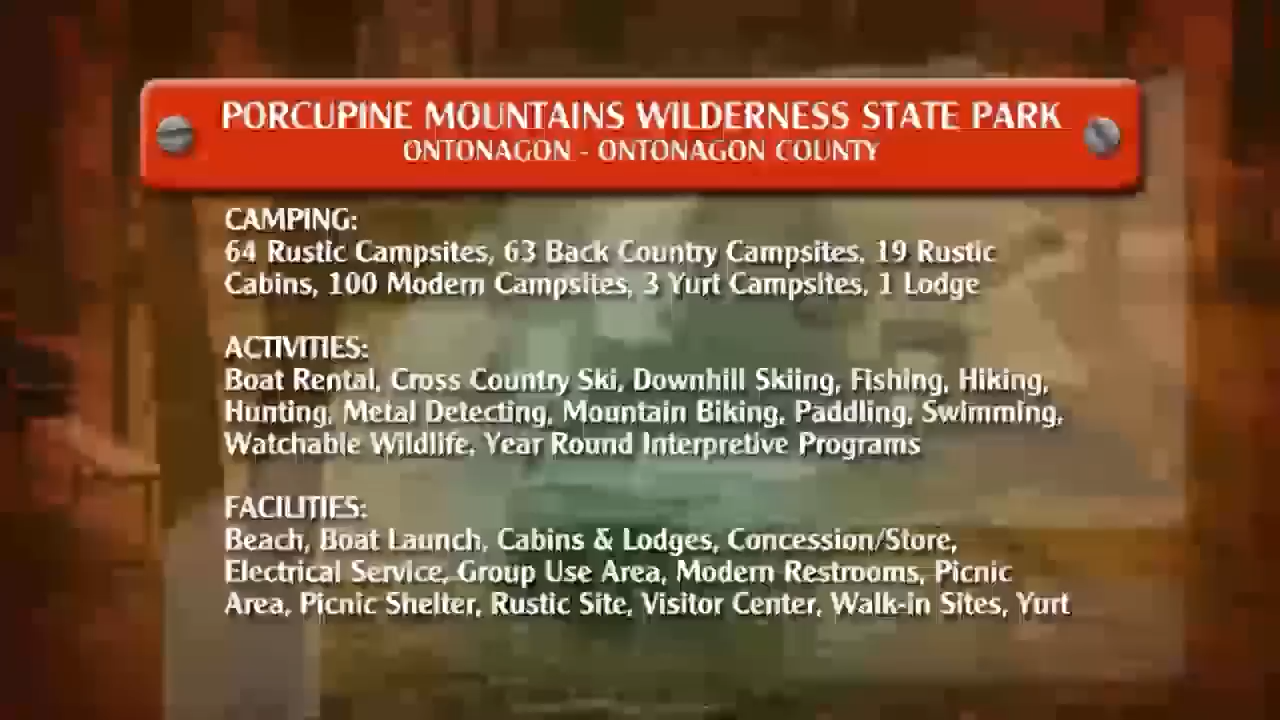 PORCUPINE MOUNTAINS WILDERNESS STATE PARK
ONTONAGON - ONTONAGON COUNTY
CAMPING:
64 Rustic Campsites, 63 Back Country Campsites, 19 Rustic
Cabins, 100 Modern Campsites, 3 Yurt Campsites, 1 Lodge
ACTIVITIES:
Boat Rental, Cross Country Ski, Downhill Skiing, Fishing, Hiking,
Hunting, Metal Detecting, Mountain Biking, Paddling, Swimming,
Watchable Wildlife, Year Round Interpretive Programs
FACILITIES:
Beach, Boat Launch, Cabins & Lodges, Concession/Store,
Electrical Service, Group Use Area, Modern Restrooms, Picnic
Area, Picnic Shelter, Rustic Site, Visitor Center, Walk-in Sites, Yurt